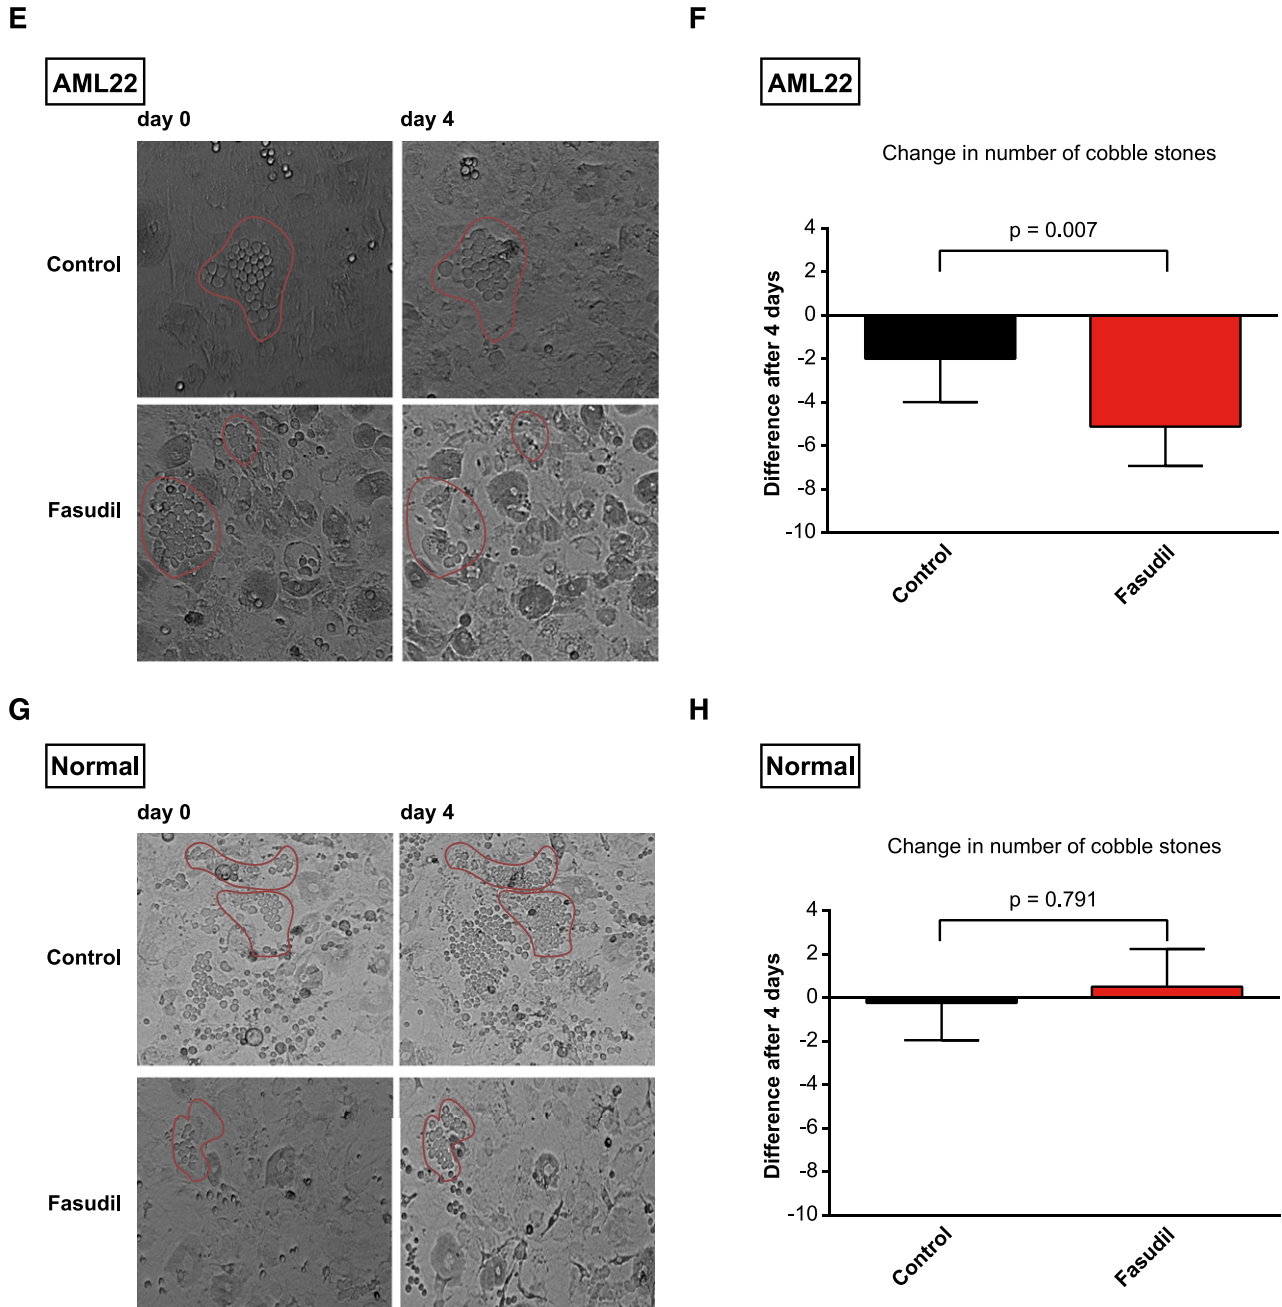 E
AML22
day 0 day 4
Control
Fasudil
F
AML22
Change in number of cobble stones
p = 0.007
Difference after 4 days
4
2
0
-2
-4
-6
-8
-10
Control Fasudil
G
Normal
day 0 day 4
Control
Fasudil
H
Normal
Change in number of cobble stones
p = 0.791
Difference after 4 days
4
2
0
-2
-4
-6
-8
-10
Control Fasudil